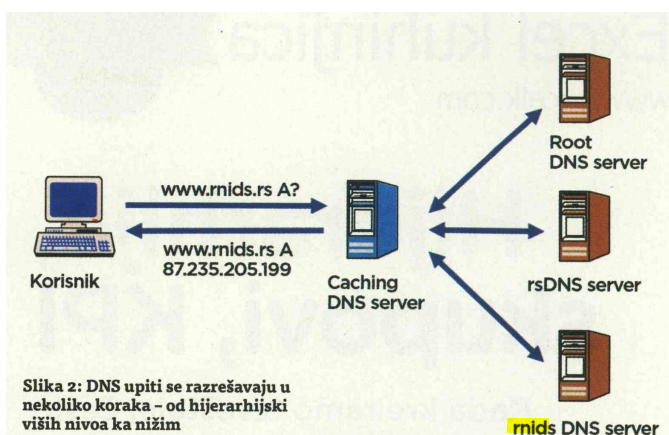 www.rnids.rs A?
www.rnids.rs A
87.235.205.199
Korisnik
Caching
DNS server
Root
DNS server
rsDNS server
rnids DNS server
Slika 2: DNS upiti se razrešavaju u
nekoliko koraka – od hijerarhijski
viših nivoa ka nižim